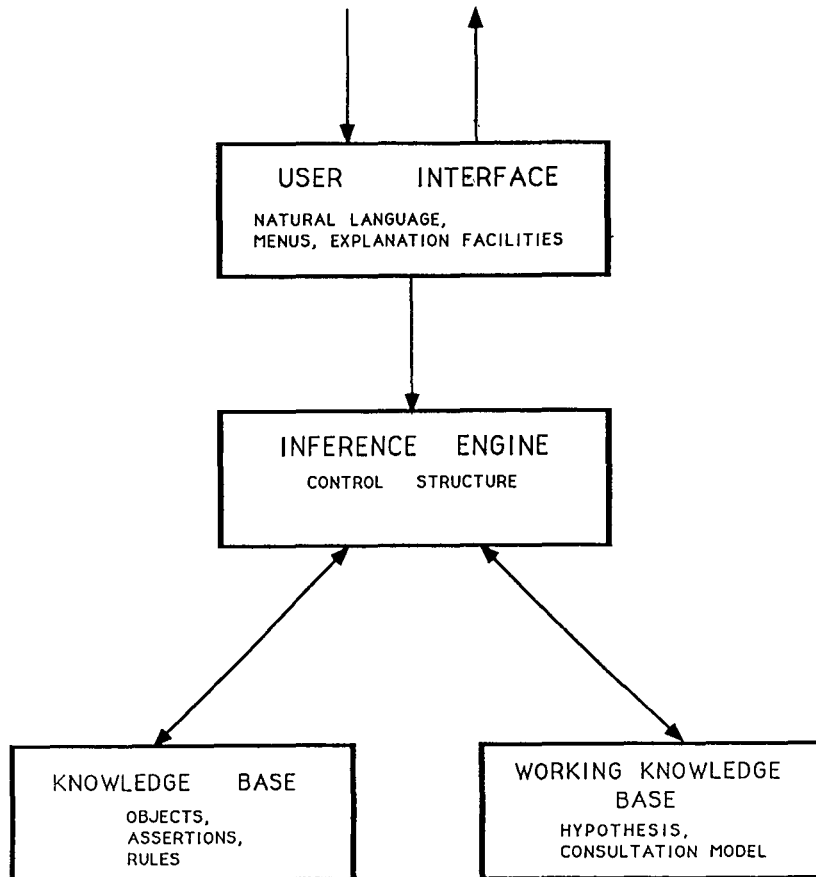 USER INTERFACE
NATURAL LANGUAGE,
MENUS, EXPLANATION FACILITIES
INFERENCE ENGINE
CONTROL STRUCTURE
KNOWLEDGE BASE
OBJECTS,
ASSERTIONS,
RULES
WORKING KNOWLEDGE
BASE
HYPOTHESIS,
CONSULTATION MODEL